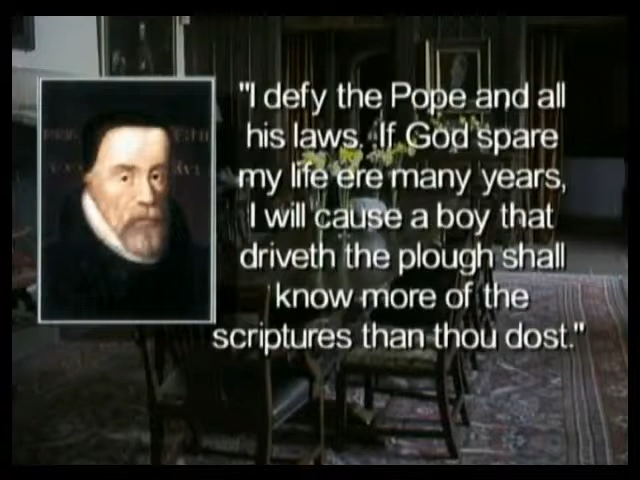 "I defy the Pope and all
his laws. If God spare
my life ere many years,
I will cause a boy that
driveth the plough shall
know more of the
scriptures than thou dost."